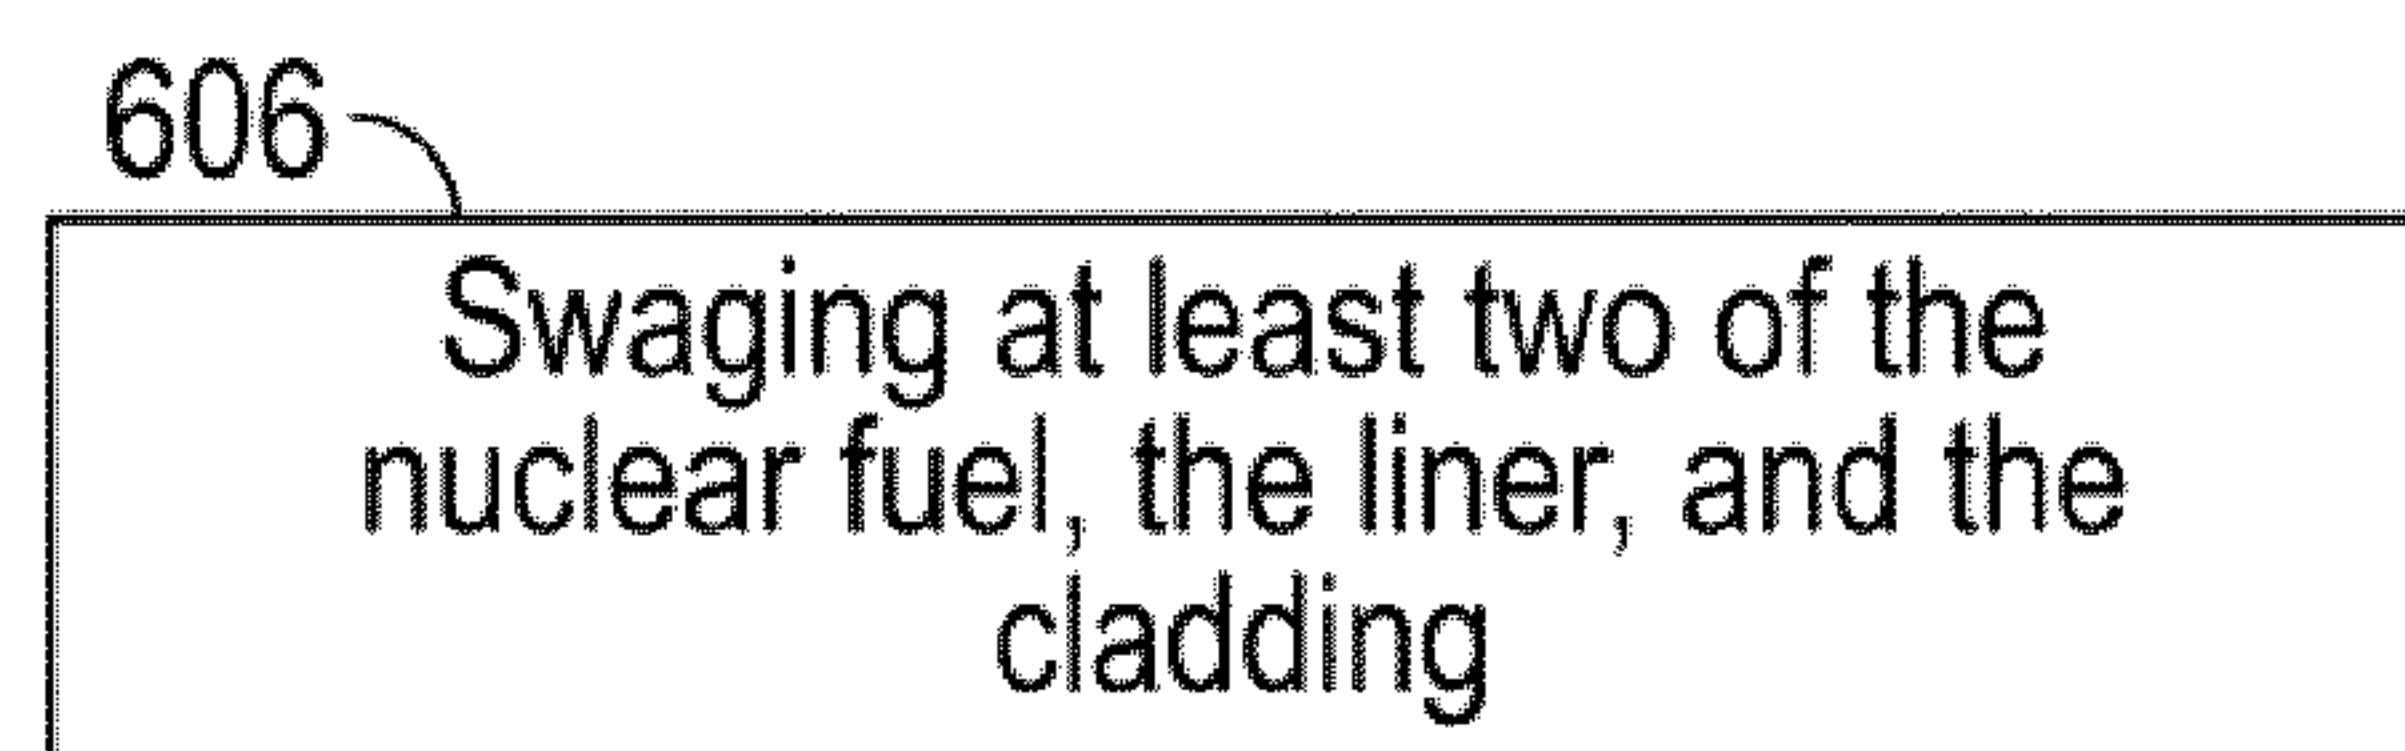 606
Swaging at least two of the
nuclear fuel, the liner, and the
cladding